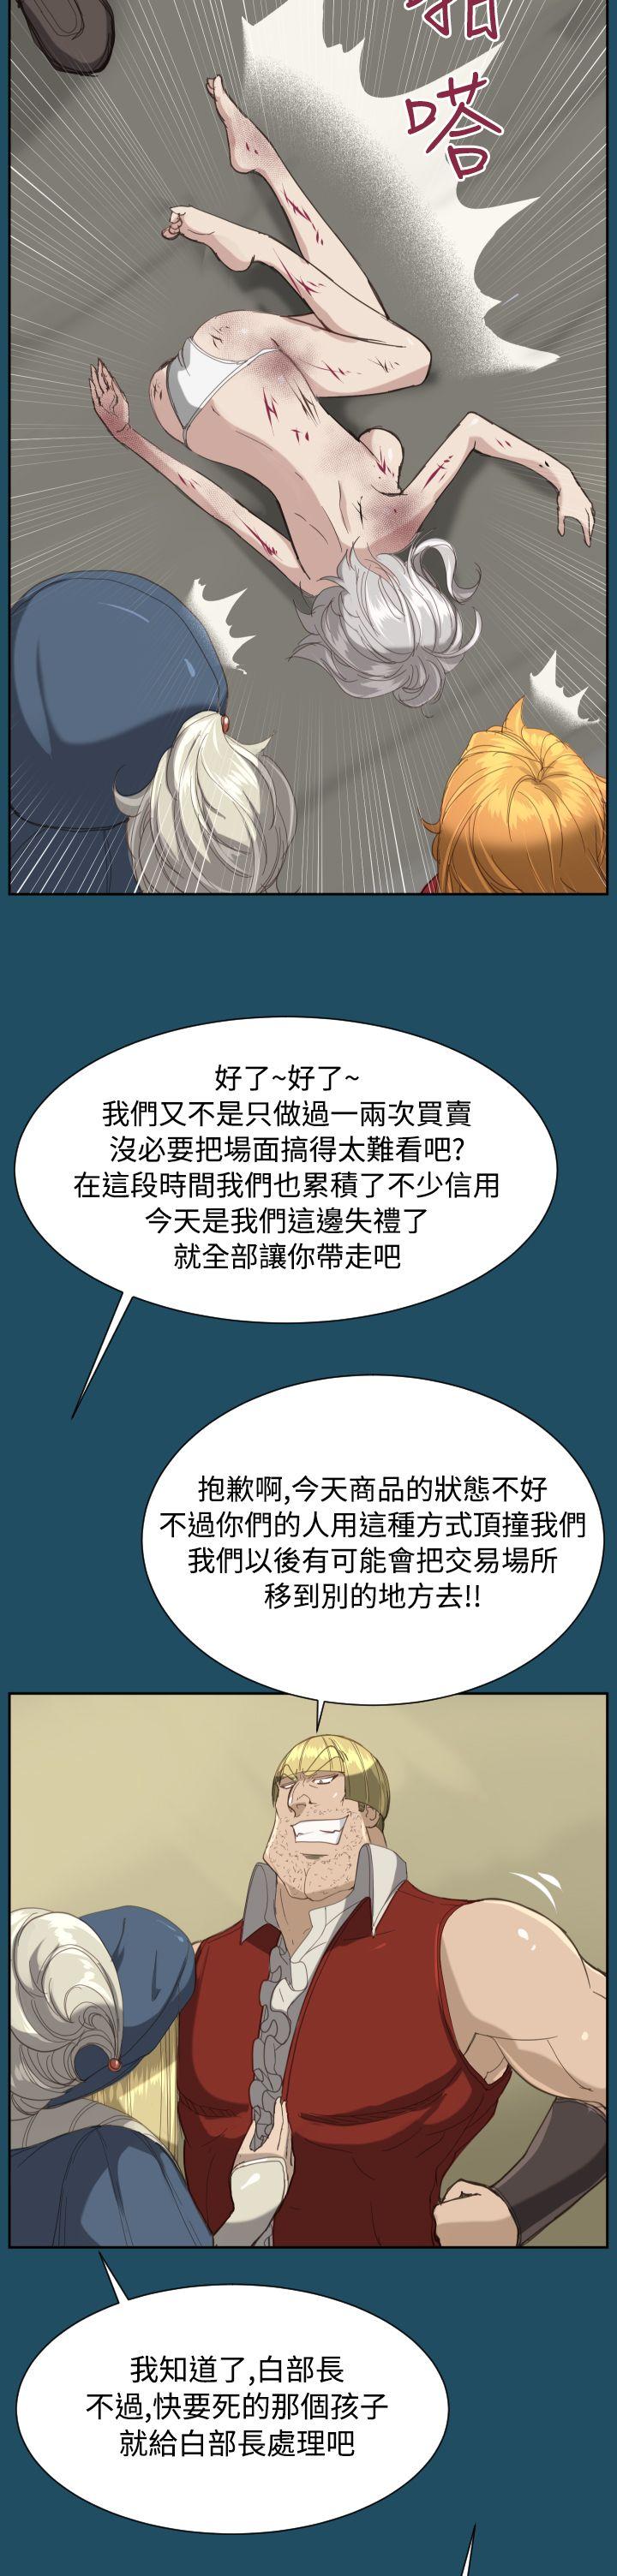 嗒
好了~好了~
我們又不是只做過一兩次買賣
沒必要把場面搞得太難看吧?
在這段時間我們也累積了不少信用
今天是我們這邊失禮了
就全部讓你帶走吧
抱歉啊,今天商品的狀態不好
不過你們的人用這種方式頂撞我們
我們以後有可能會把交易場所
移到別的地方去!!
我知道了,白部長
不過,快要死的那個孩子
就給白部長處理吧